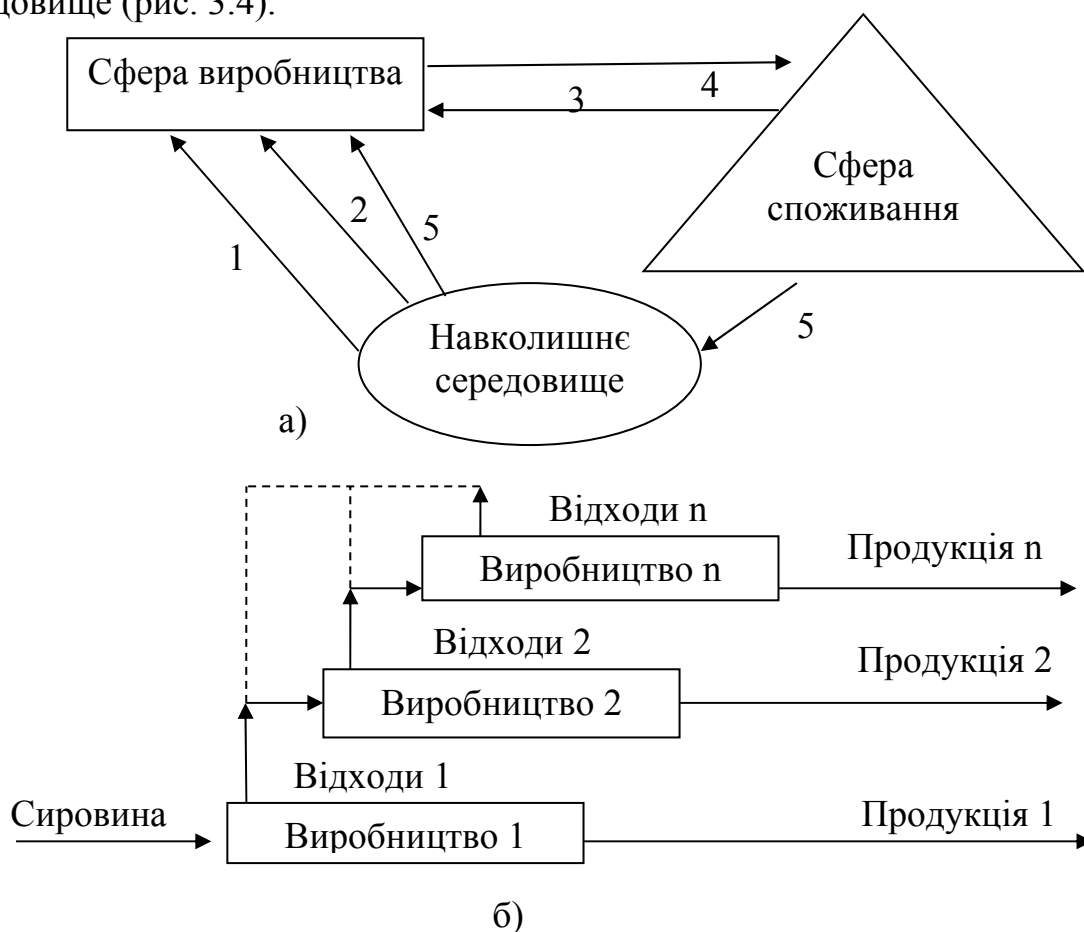 довище (рис. 3.4).
Сфера виробництва
4
3
Сфера
споживання
2
5
1
5
Навколишнє
середовище
а)
Відходи n
Продукція n
Виробництво n
Відходи 2
Продукція 2
Виробництво 2
Відходи 1
Сировина
Продукція 1
Виробництво 1
б)